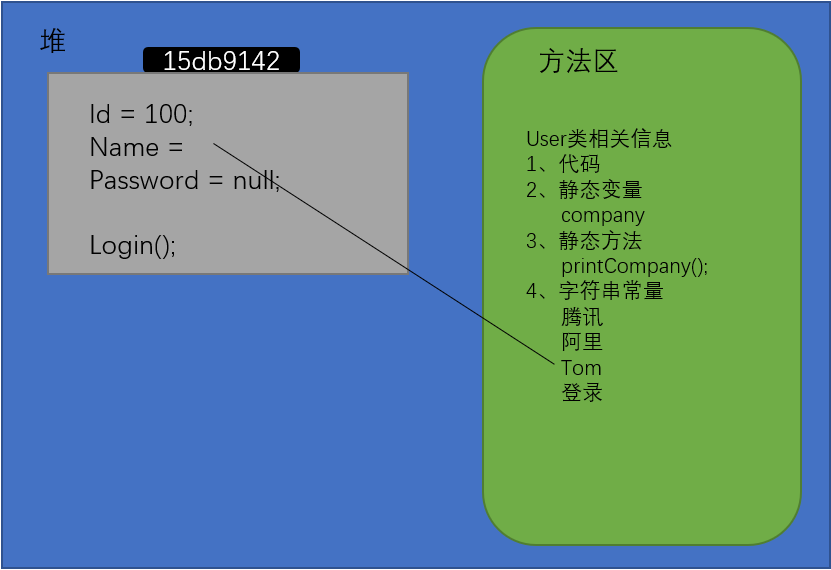 堆
15db9142
Id = 100;
Name =
Password = null;
Login();
方法区
User类相关信息
1、代码
2、静态变量
company
3、静态方法
printCompany();
4、字符串常量
腾讯
阿里
Tom
登录